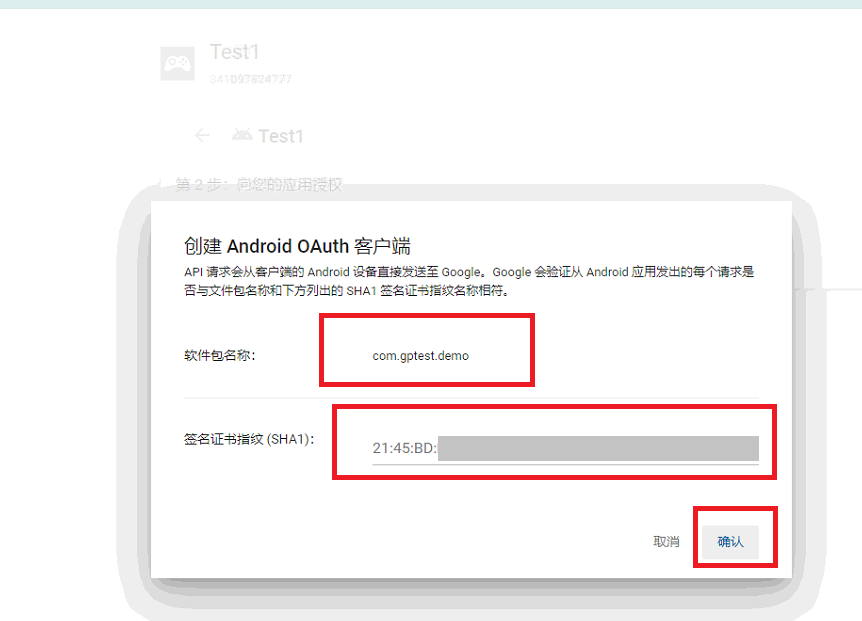 Test1
Test1
第 2 步：向您的应用授权
创建 Android OAuth 客户端
API 请求会从客户端的 Android 设备直接发送至 Google。Google 会验证从 Android 应用发出的每个请求是
否与文件包名称和下方列出的 SHA1 签名证书指纹名称相符。
软件包名称：
com.gptest.demo
签名证书指纹 (SHA1)：
21:45:BD:
取消
确认